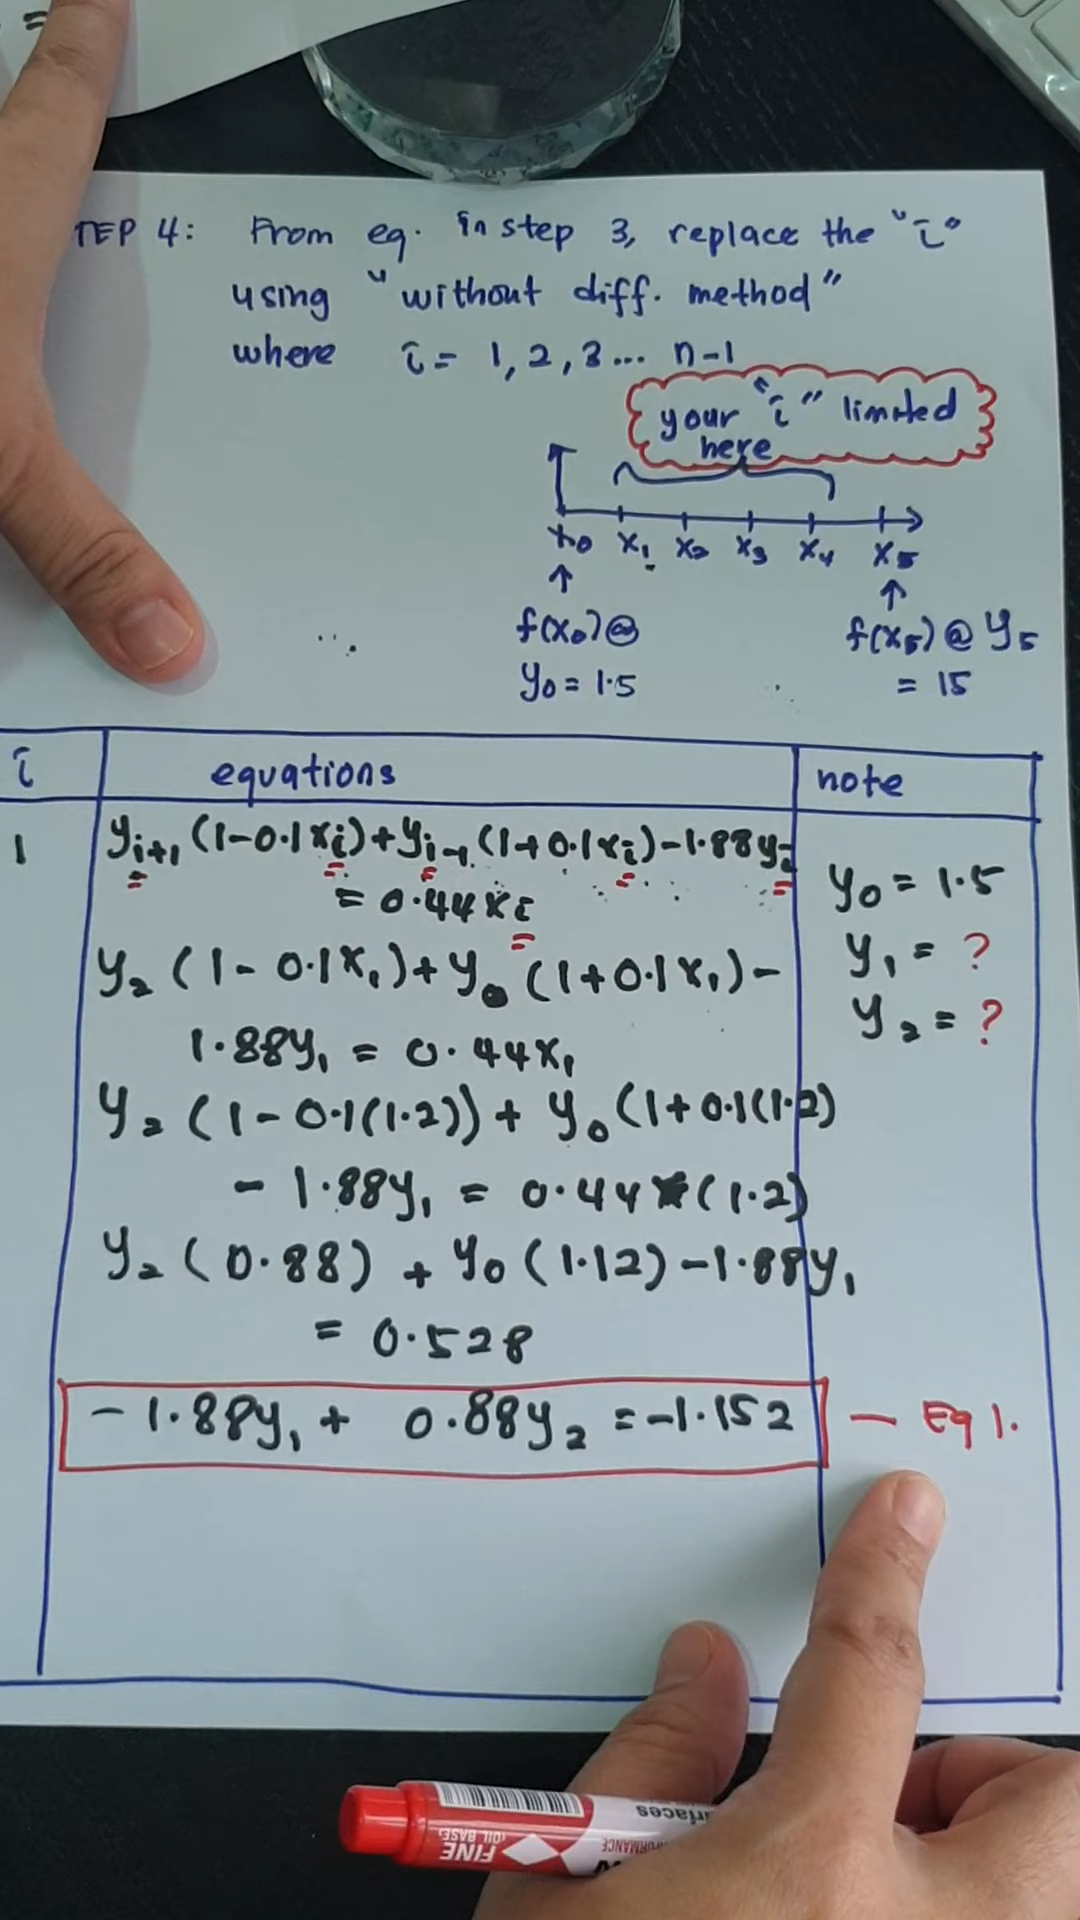 =
TEP 4: From eq. in step 3, replace the "i"
using "without diff. method"
where i = 1, 2, 3 ... n-1
your "i" limited
here
x0 x1 x2 x3 x4 x5
↑ ↑
f(x0) @ f(x5) @ y5
y0 = 1.5 = 15
i equations note
1 yi+1 (1-0.1xi) + yi-1 (1+0.1xi) - 1.88yi
= 0.44xi
y0 = 1.5
y2 (1-0.1x1) + y0 (1+0.1x1) -
y1 = ?
y2 = ?
1.88y1 = 0.44x1
y2 (1-0.1(1.2)) + y0 (1+0.1(1.2)
- 1.88y1 = 0.44 (1.2)
y2 (0.88) + y0 (1.12) - 1.88y1
= 0.528
- 1.88y1 + 0.88y2 = -1.152 — Eq 1.
surfaces
FINE
(OIL BASE)